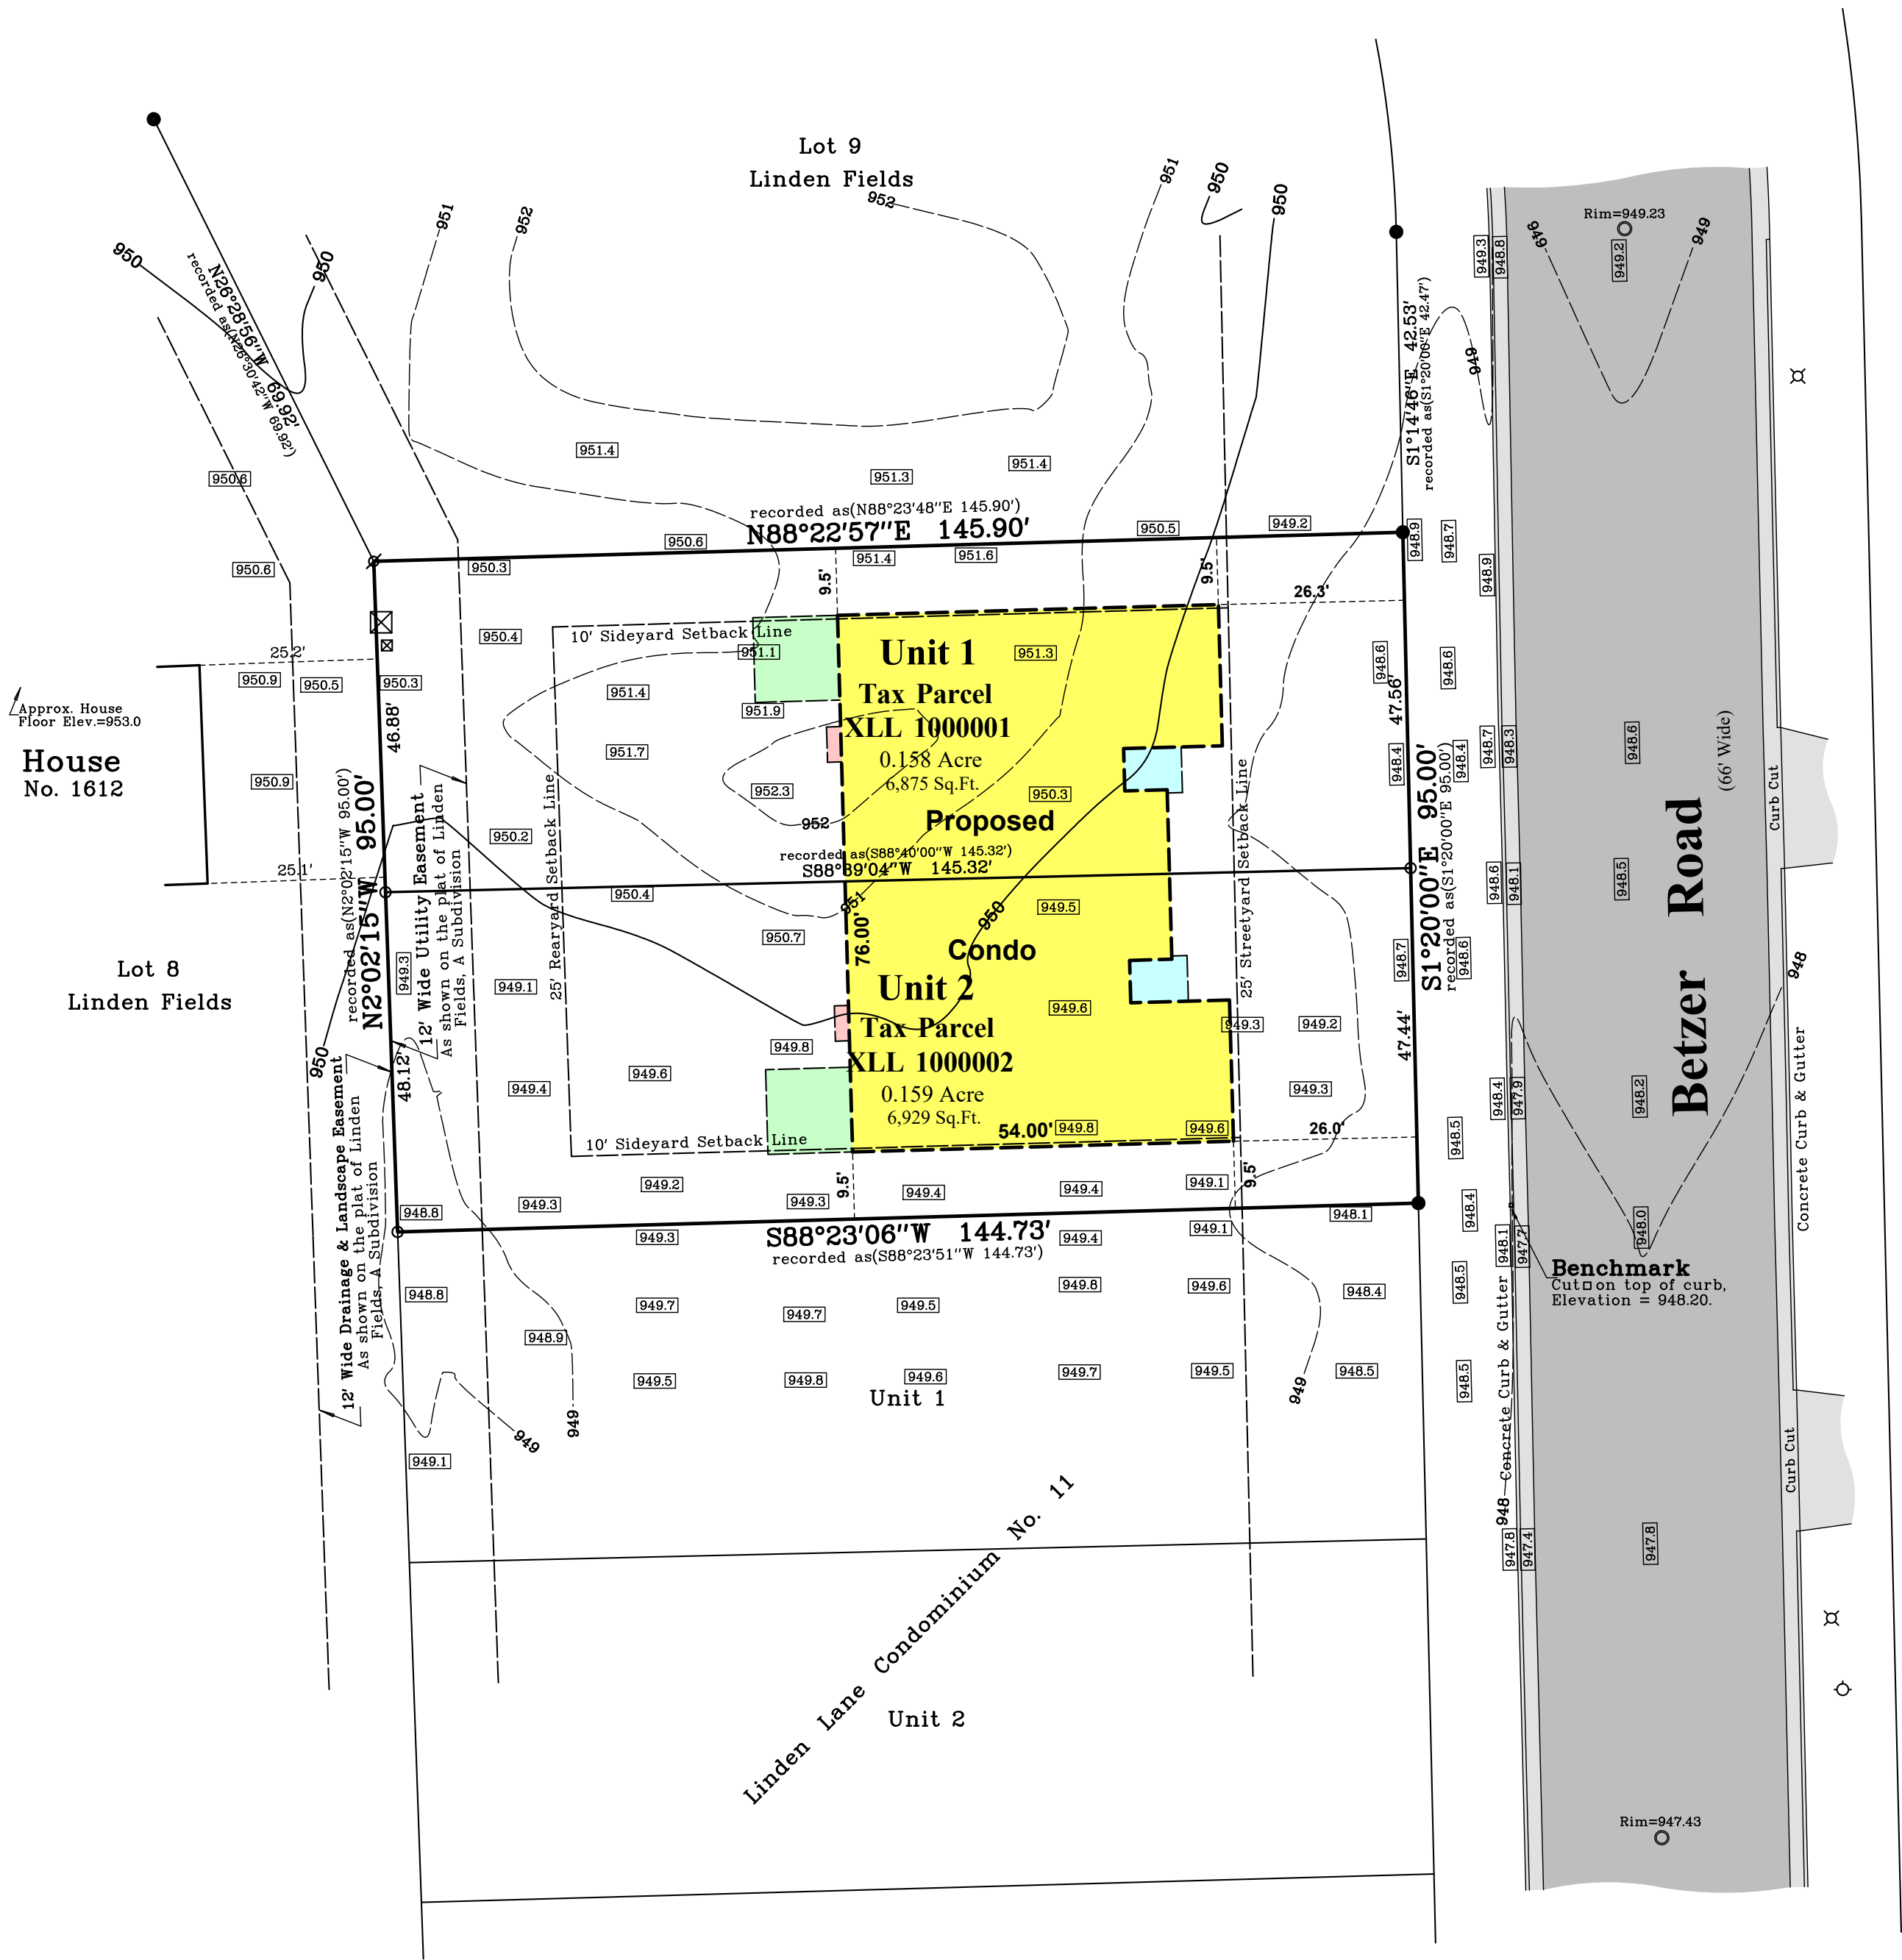 Lot 9
Linden Fields
952
951
952
951
950
950
950
950
N26°28'56"W 69.92'
recorded as(N26°30'42"W 69.92')
S1°14'46"E 42.53'
recorded as(S1°20'00"E 42.47')
949
949.3
948.8
Rim=949.23
949
949
949.2
951.4
951.3
951.4
950.6
recorded as(N88°23'48"E 145.90')
N88°22'57"E 145.90'
950.6
950.5
949.2
948.9
948.7
948.9
950.6
950.3
951.4
951.6
9.5'
9.5'
26.3'
10' Sideyard Setback Line
950.4
951.1
Unit 1
951.3
Tax Parcel
XLL 1000001
0.158 Acre
6,875 Sq.Ft.
Proposed
950.3
25.2'
950.9
950.5
950.3
951.4
951.9
951.7
952.3
952
Approx. House
Floor Elev.=953.0
House
No. 1612
950.9
25.1'
46.88'
948.6
948.6
47.56'
948.4
948.4
948.7
948.3
948.6
(66' Wide)
Betzer Road
Curb Cut
950.2
recorded as(S88°40'00"W 145.32')
S88°39'04"W 145.32'
950.4
951
950
949.5
948.6
948.1
948.5
N2°02'15"W 95.00'
recorded as(N2°02'15"W 95.00')
12' Wide Utility Easement
As shown on the plat of Linden
Fields, A Subdivision
25' Rearyard Setback Line
25' Streetyard Setback Line
S1°20'00"E 95.00'
recorded as(S1°20'00"E 95.00')
950.7
76.00'
Condo
Unit 2
Tax Parcel
XLL 1000002
0.159 Acre
6,929 Sq.Ft.
949.6
949.3
949.2
948.7
948.6
948
Lot 8
Linden Fields
949.3
949.1
949.8
950
48.12'
949.4
949.6
47.44'
949.3
948.4
947.9
948.2
12' Wide Drainage & Landscape Easement
As shown on the plat of Linden
Fields, A Subdivision
10' Sideyard Setback Line
54.00'
949.8
949.6
26.0'
948.5
949.2
949.3
949.3
949.4
949.4
949.1
9.5'
9.5'
948.8
948.1
948.4
S88°23'06"W 144.73'
recorded as(S88°23'51"W 144.73')
949.3
949.4
949.1
948.1
947.7
948.0
Concrete Curb & Gutter
Benchmark
Cut on top of curb,
Elevation = 948.20.
948.8
949.7
949.7
949.5
949.8
949.6
948.4
948.5
948.9
949.5
949.8
949.6
949.7
949.5
948.5
948.5
Unit 1
949
949
949
949.1
Concrete Curb & Gutter
948
Curb Cut
947.8
947.4
947.8
Linden Lane Condominium No. 11
Unit 2
Rim=947.43